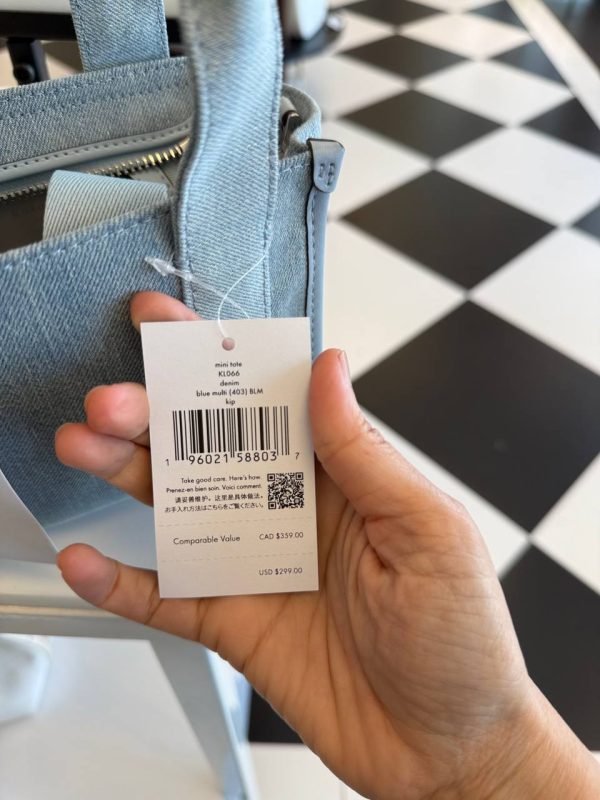 mini tote
KL066
denim
blue multi (403) BLM
kip
1 96021 58803 7
Take good care. Here's how.
Prenez-en bien soin. Voici comment.
请妥善维护。这里是具体做法。
お手入れ方法はこちらをご覧ください。
Comparable Value CAD $359.00
USD $299.00